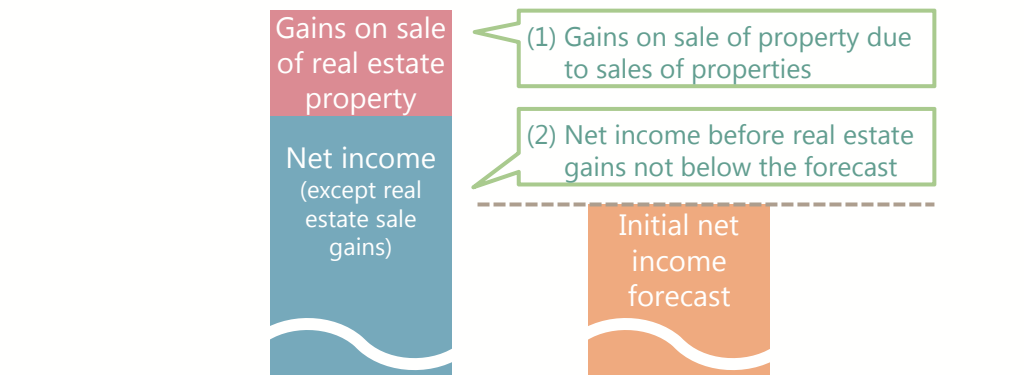 Gains on sale
of real estate
property
(1) Gains on sale of property due
to sales of properties
(2) Net income before real estate
gains not below the forecast
Net income
(except real
estate sale
gains)
Initial net
income
forecast